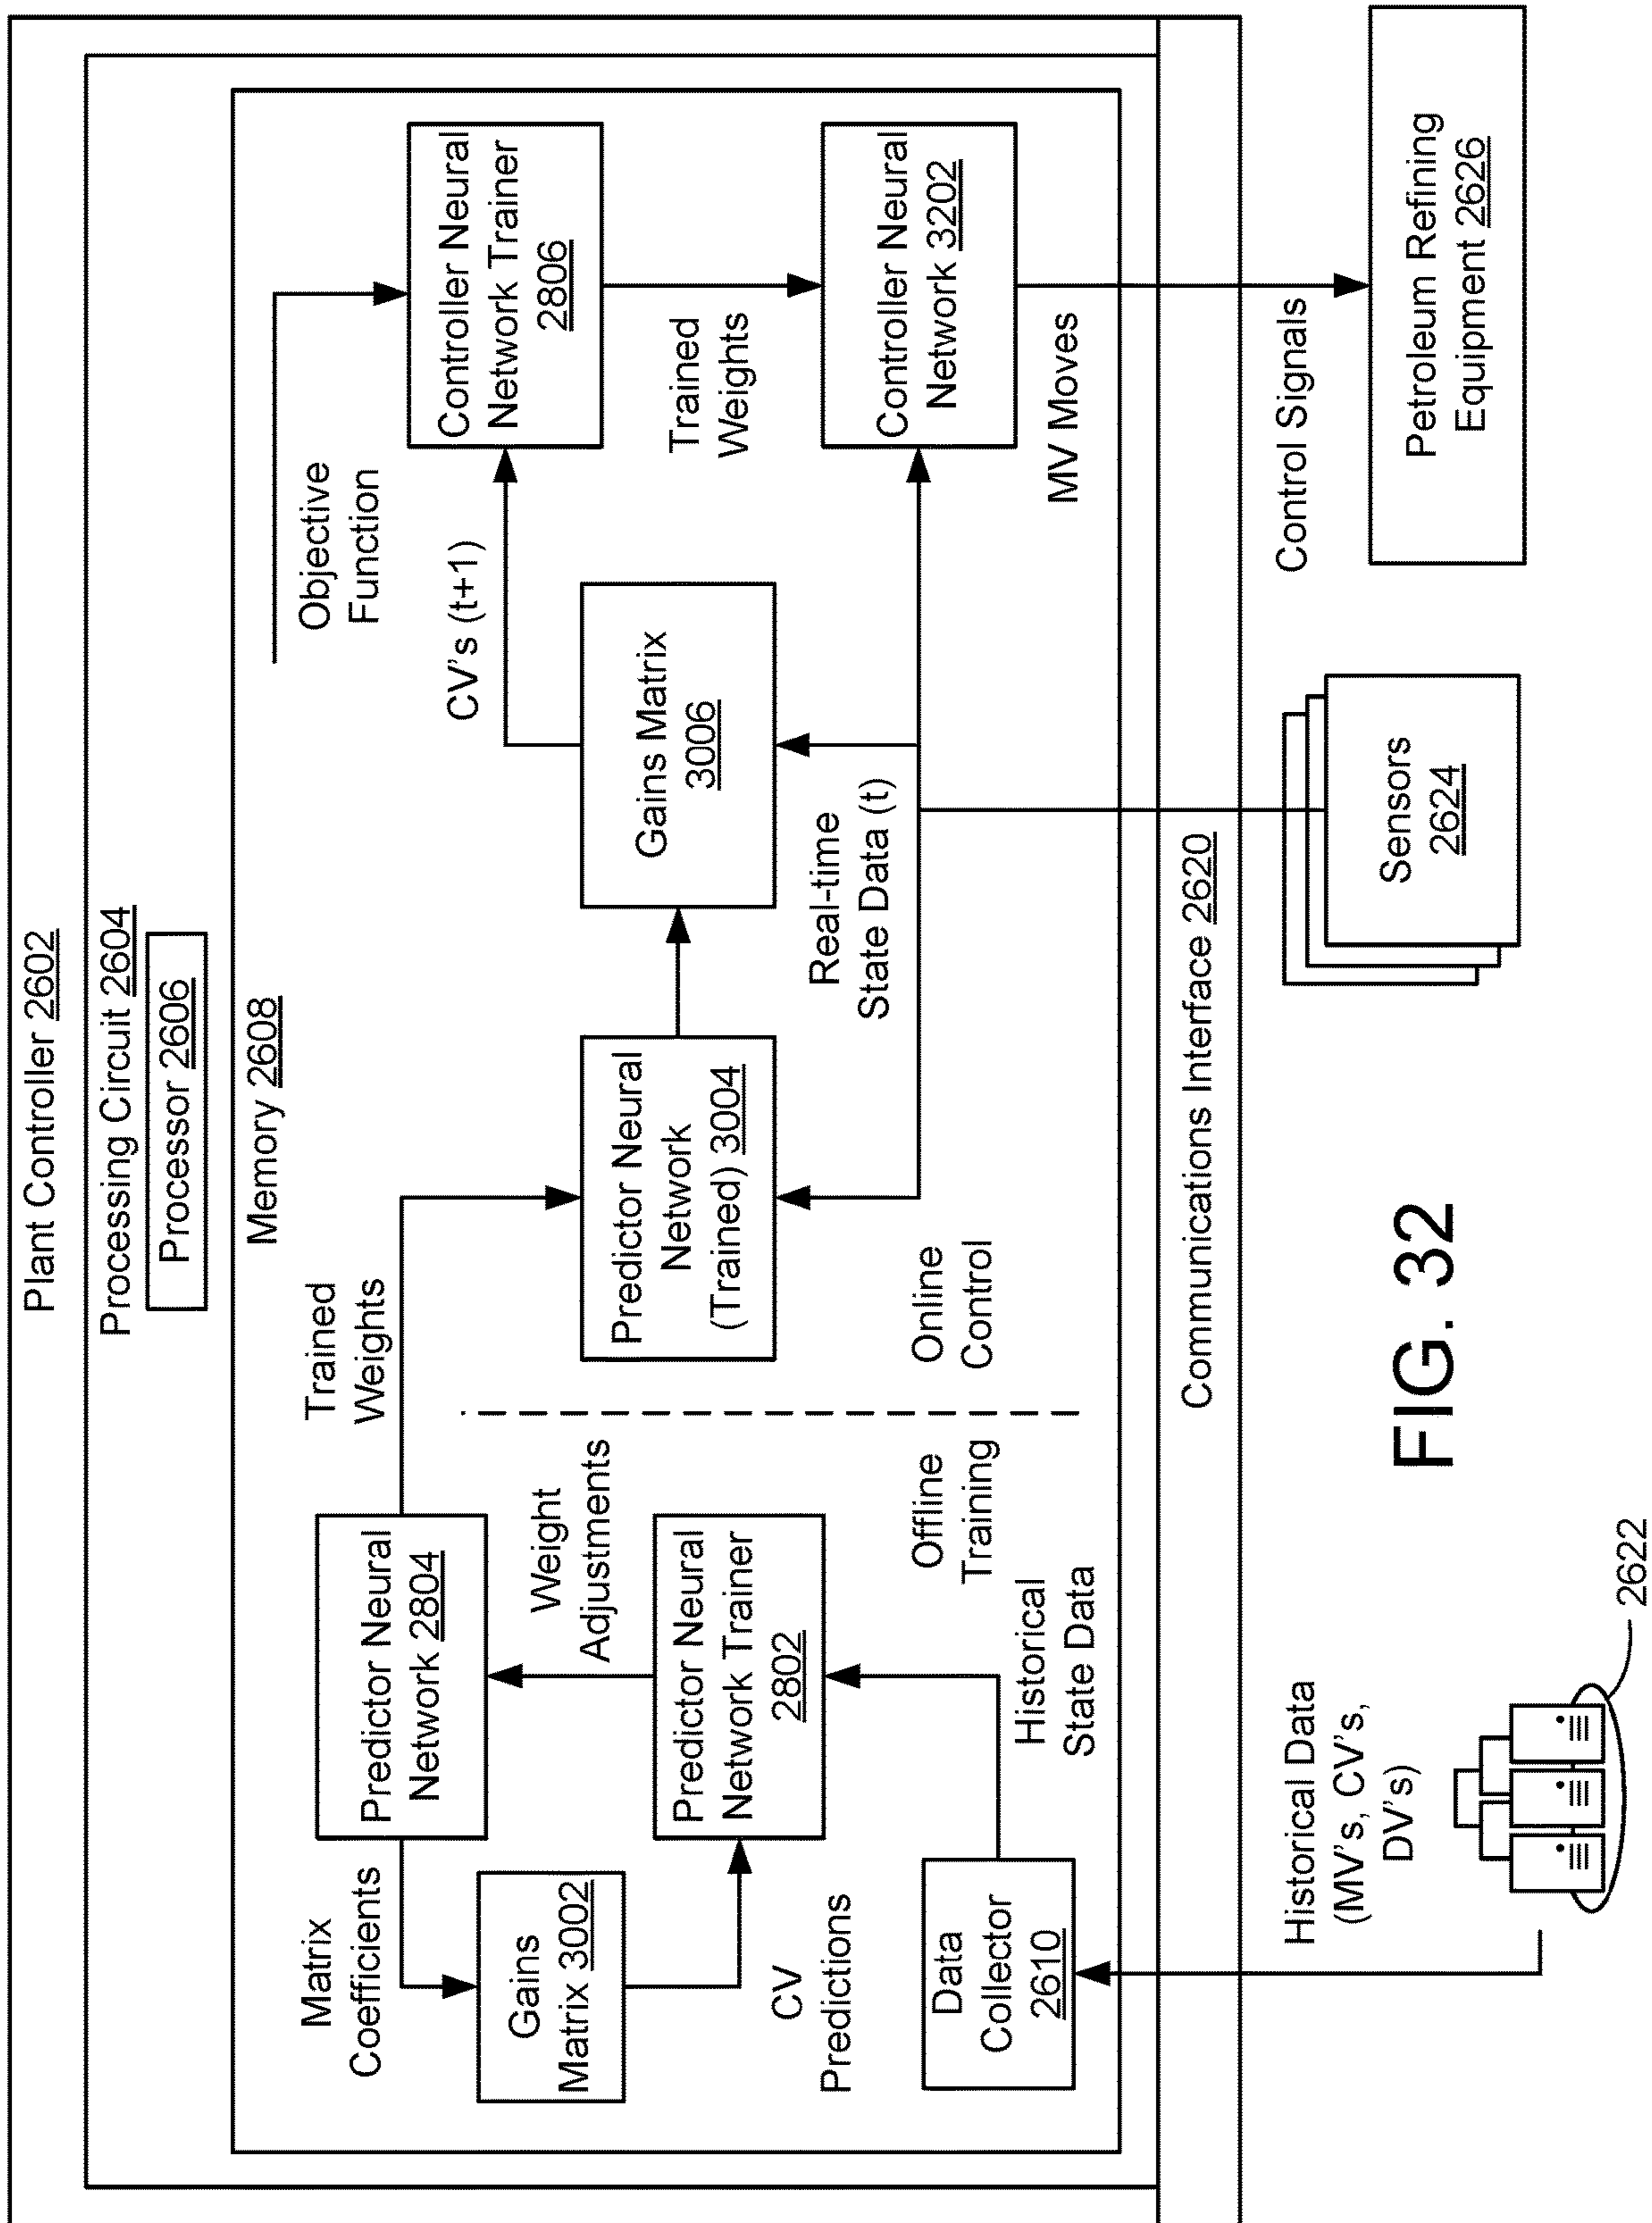 Plant Controller 2602
Processing Circuit 2604
Processor 2606
Memory 2608
Matrix
Coefficients
Gains
Matrix 3002
CV
Predictions
Data
Collector
2610
Predictor Neural
Network 2804
Weight
Adjustments
Predictor Neural
Network Trainer
2802
Historical
State Data
Offline
Training
Trained
Weights
Predictor Neural
Network
(Trained) 3004
Online
Control
Gains Matrix
3006
Real-time
State Data (t)
Objective
Function
CV's (t+1)
Controller Neural
Network Trainer
2806
Trained
Weights
Controller Neural
Network 3202
MV Moves
Communications Interface 2620
Historical Data
(MV's, CV's,
DV's)
2622
Sensors
2624
Control Signals
Petroleum Refining
Equipment 2626
FIG. 32